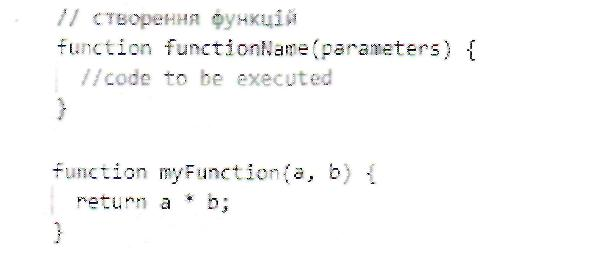 // створення функцій
function functionName(parameters) {
//code to be executed
}
function myFunction(a, b) {
return a * b;
}